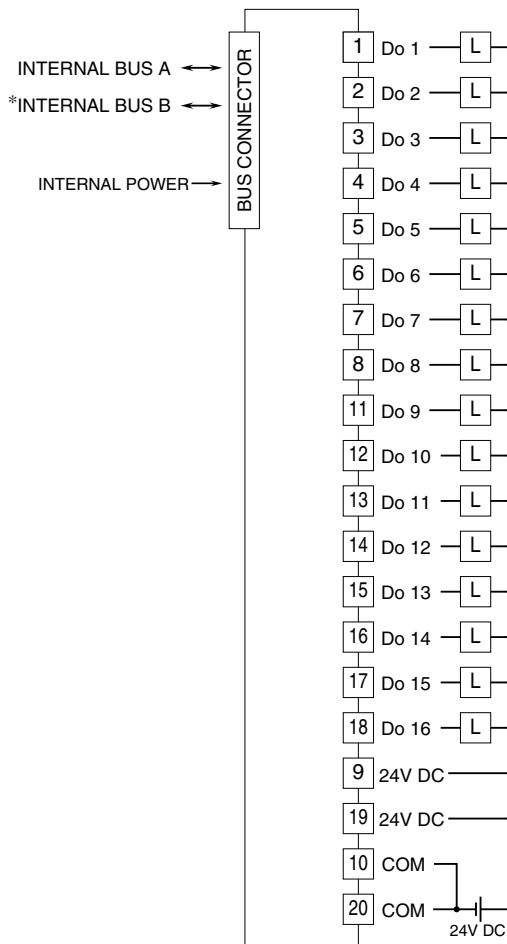 INTERNAL BUS A
*INTERNAL BUS B
INTERNAL POWER
BUS CONNECTOR
1 Do 1 L
2 Do 2 L
3 Do 3 L
4 Do 4 L
5 Do 5 L
6 Do 6 L
7 Do 7 L
8 Do 8 L
11 Do 9 L
12 Do 10 L
13 Do 11 L
14 Do 12 L
15 Do 13 L
16 Do 14 L
17 Do 15 L
18 Do 16 L
9 24V DC
19 24V DC
10 COM
20 COM
24V DC